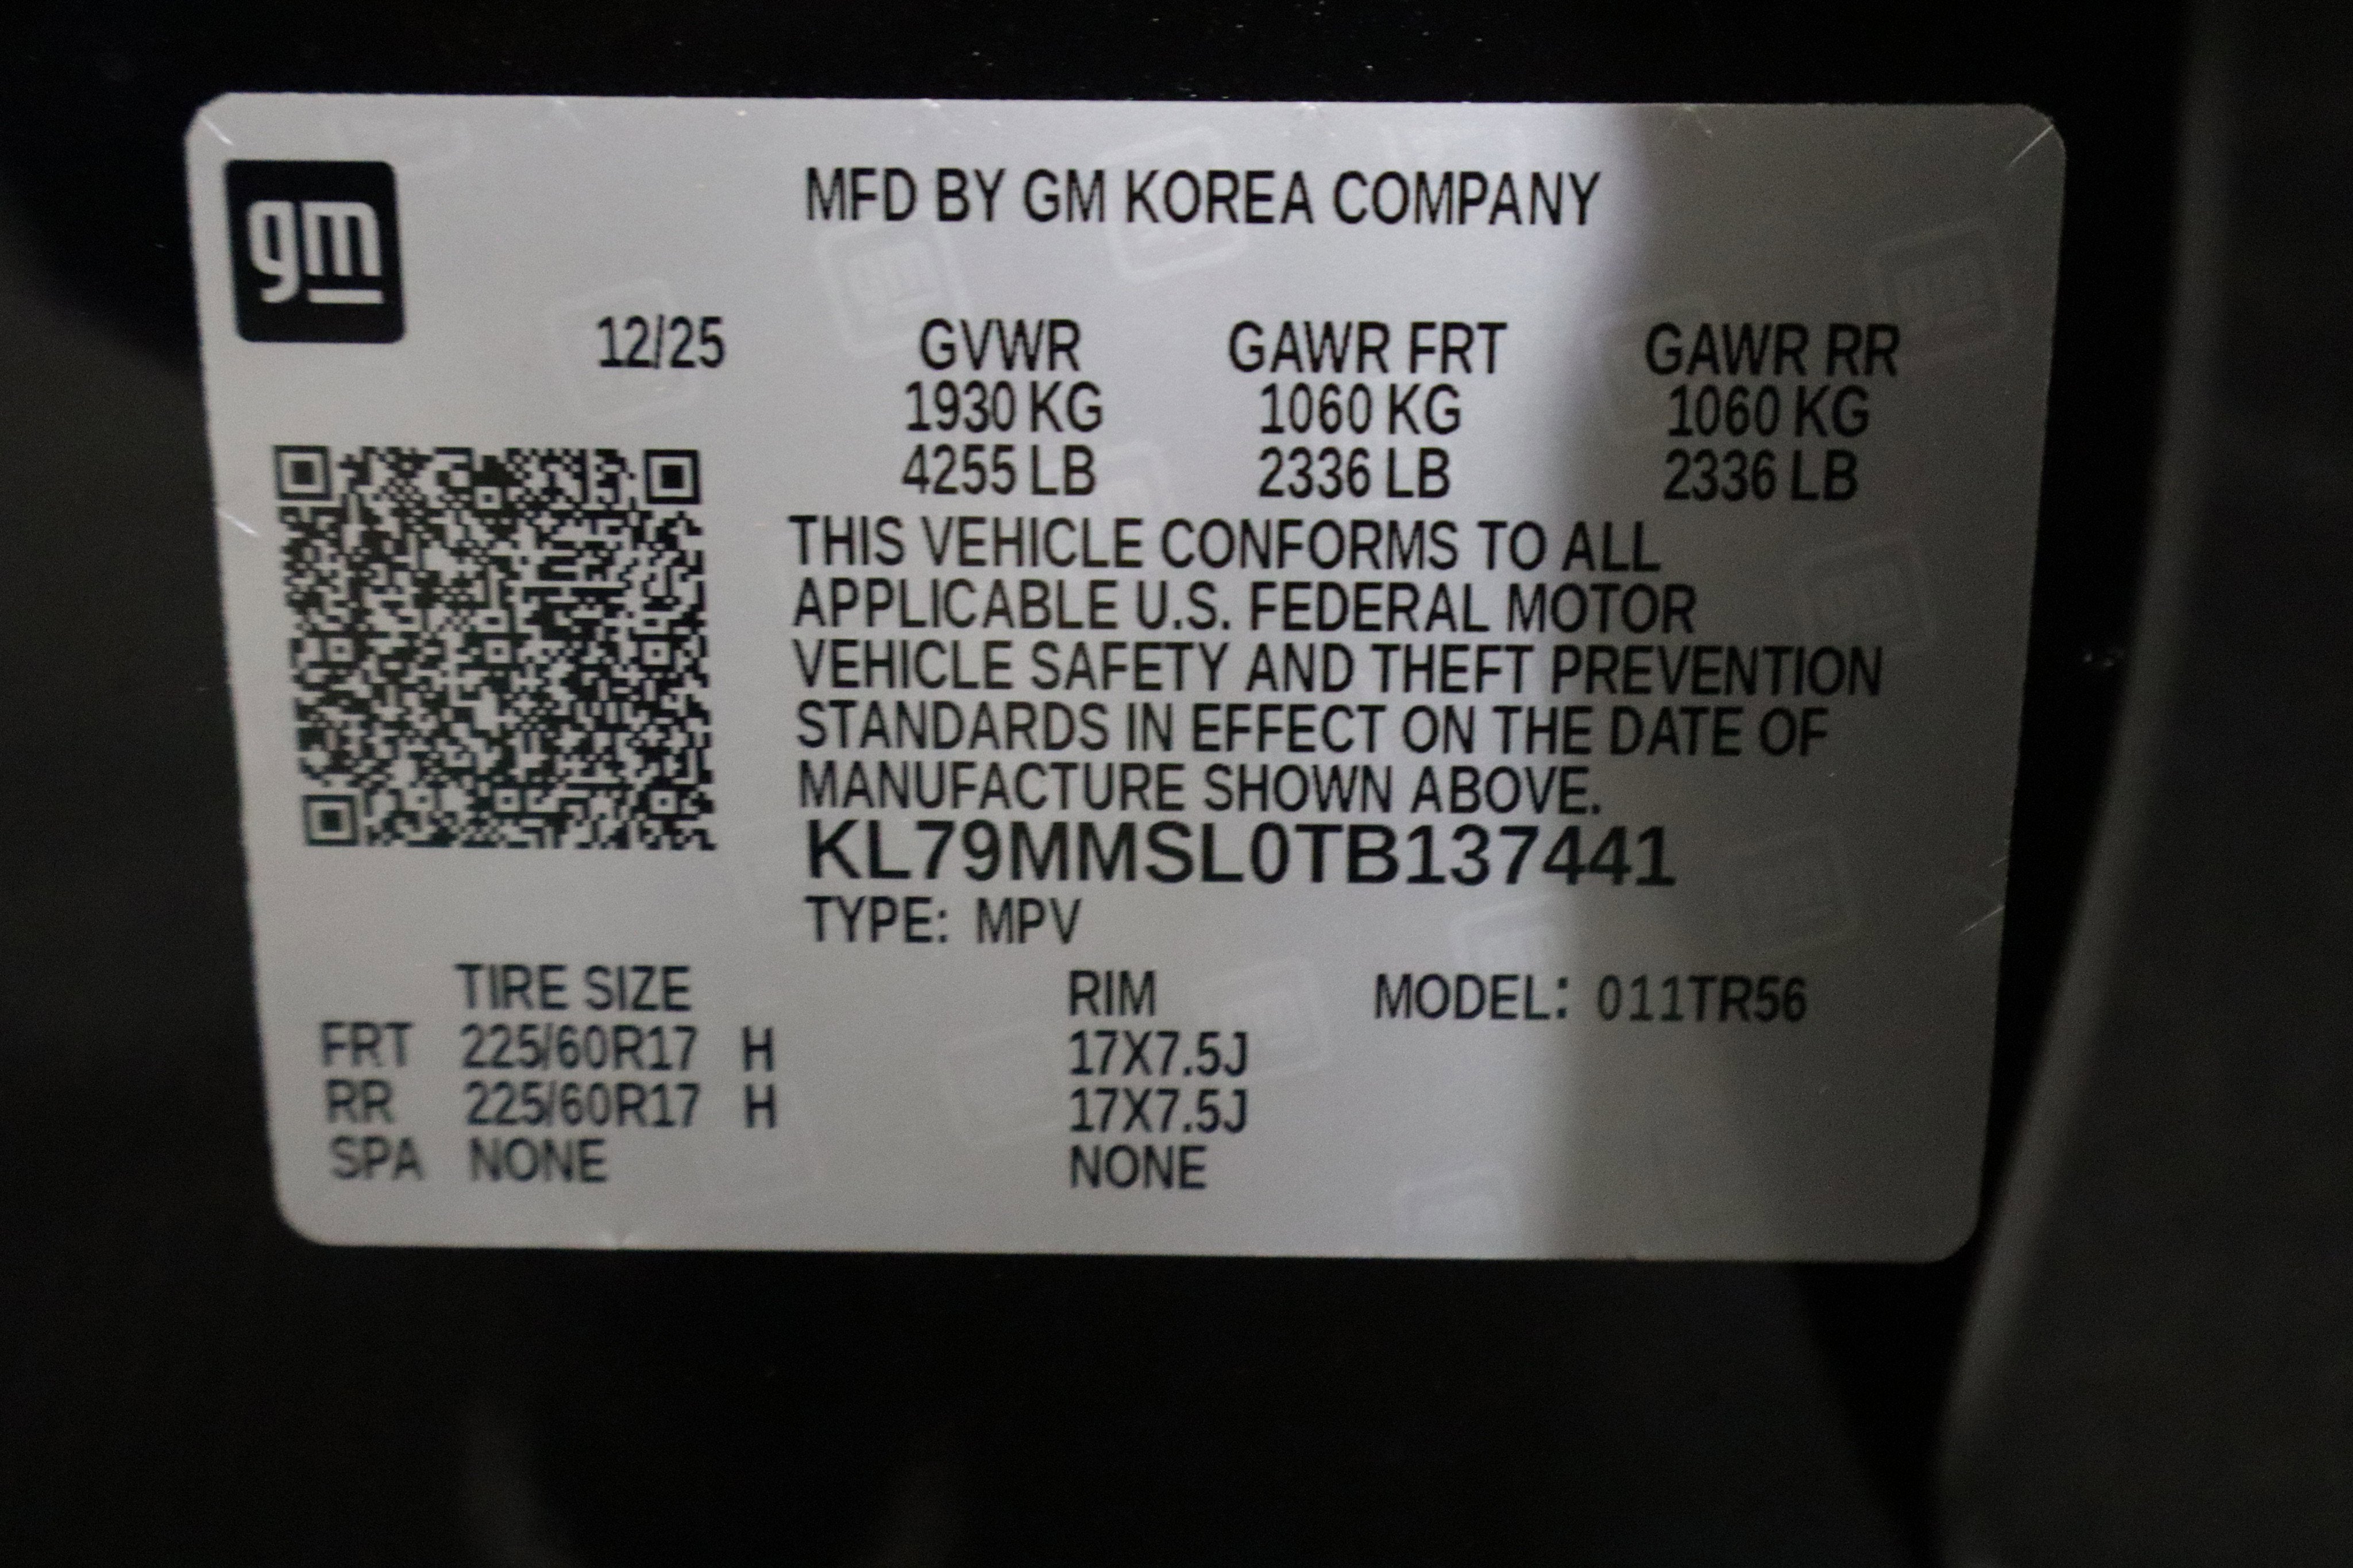 gm
MFD BY GM KOREA COMPANY
12/25 GVWR GAWR FRT GAWR RR
1930 KG 1060 KG 1060 KG
4255 LB 2336 LB 2336 LB
THIS VEHICLE CONFORMS TO ALL
APPLICABLE U.S. FEDERAL MOTOR
VEHICLE SAFETY AND THEFT PREVENTION
STANDARDS IN EFFECT ON THE DATE OF
MANUFACTURE SHOWN ABOVE.
KL79MMSL0TB137441
TYPE: MPV
TIRE SIZE RIM MODEL: 011TR56
FRT 225/60R17 H 17X7.5J
RR 225/60R17 H 17X7.5J
SPA NONE NONE